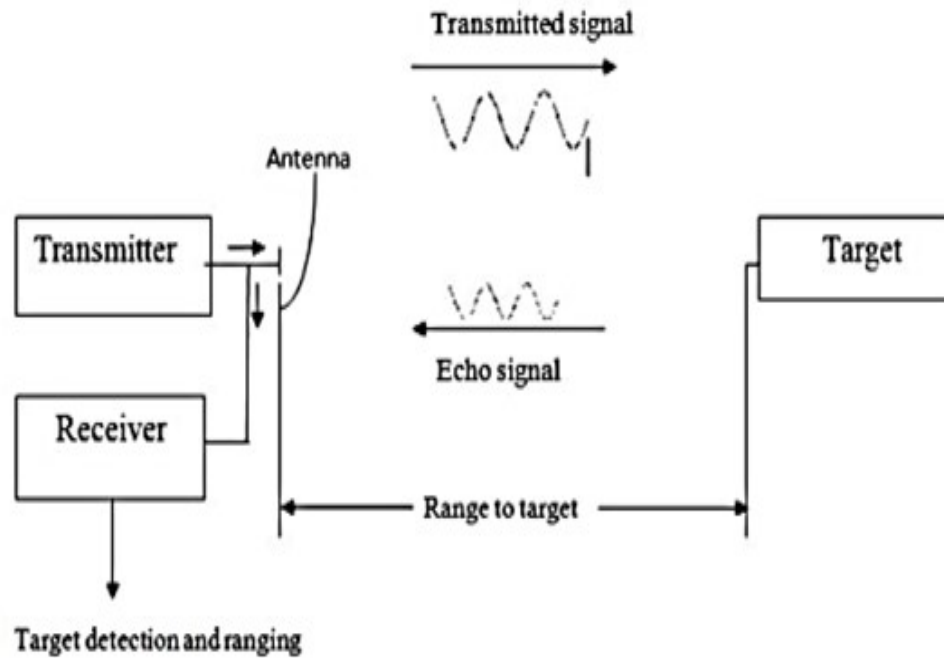 Transmitted signal
Antenna
Transmitter
Target
Echo signal
Receiver
Range to target
Target detection and ranging